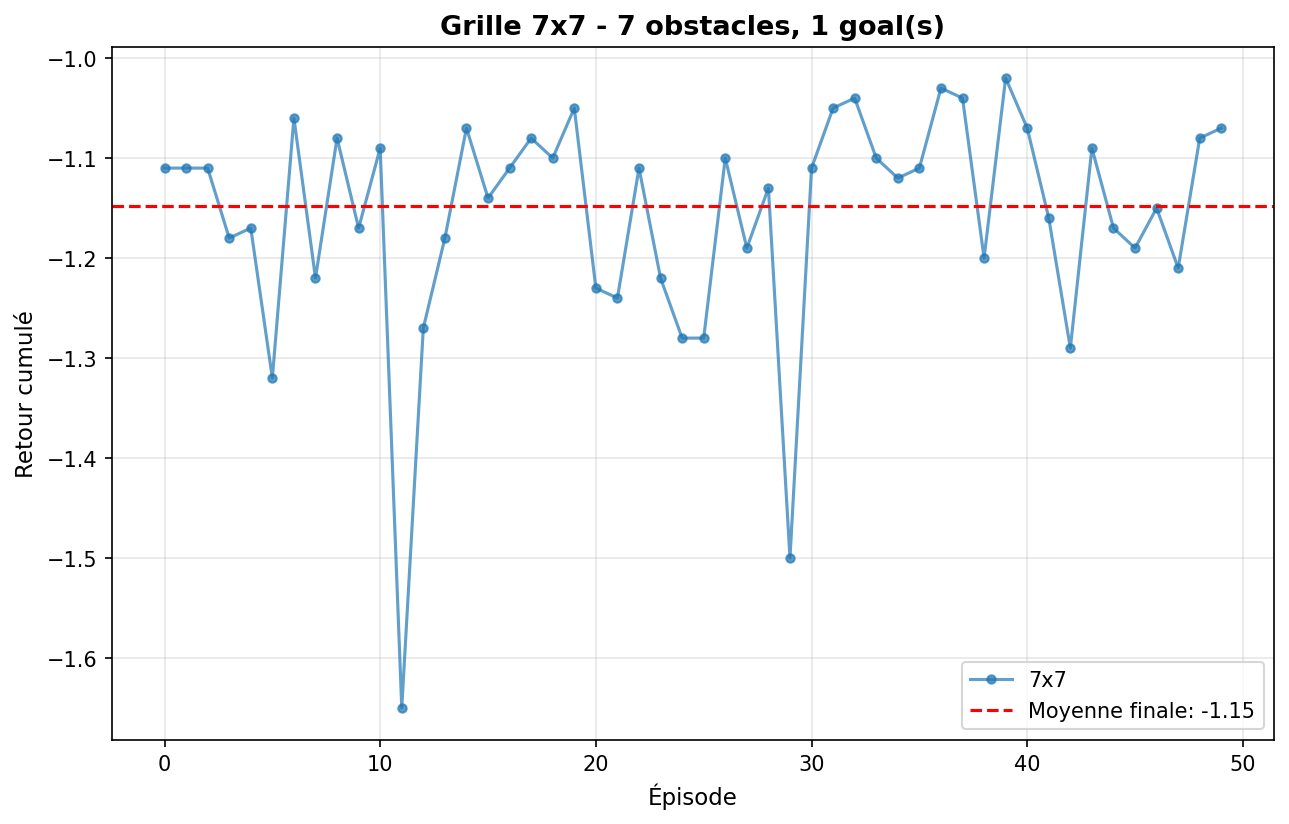 Grille 7x7 - 7 obstacles, 1 goal(s)
Retour cumulé
−1.0
−1.1
−1.2
−1.3
−1.4
−1.5
−1.6
7x7
Moyenne finale: -1.15
0 10 20 30 40 50
Épisode